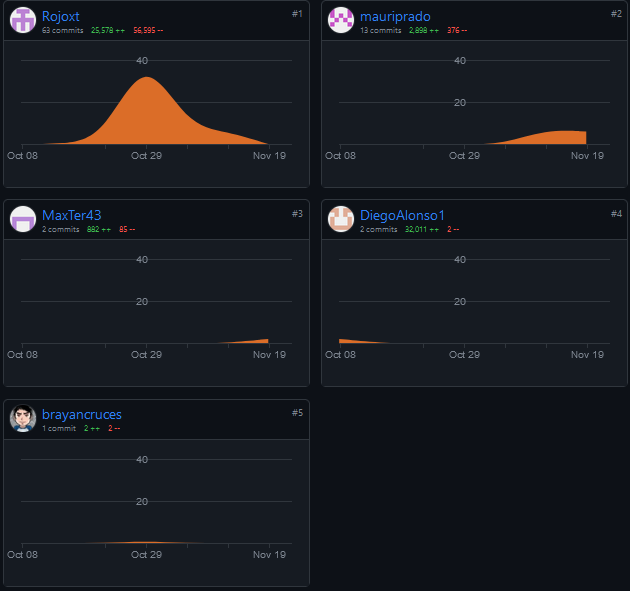 Rojoxt #1
63 commits 25,578 ++ 56,595 --
40
Oct 08 Oct 29 Nov 19
mauriprado #2
13 commits 2,898 ++ 376 --
40
20
Oct 08 Oct 29 Nov 19
MaxTer43 #3
2 commits 882 ++ 85 --
40
20
Oct 08 Oct 29 Nov 19
DiegoAlonso1 #4
2 commits 32,011 ++ 2 --
40
20
Oct 08 Oct 29 Nov 19
brayancruces #5
1 commit 2 ++ 2 --
40
20
Oct 08 Oct 29 Nov 19